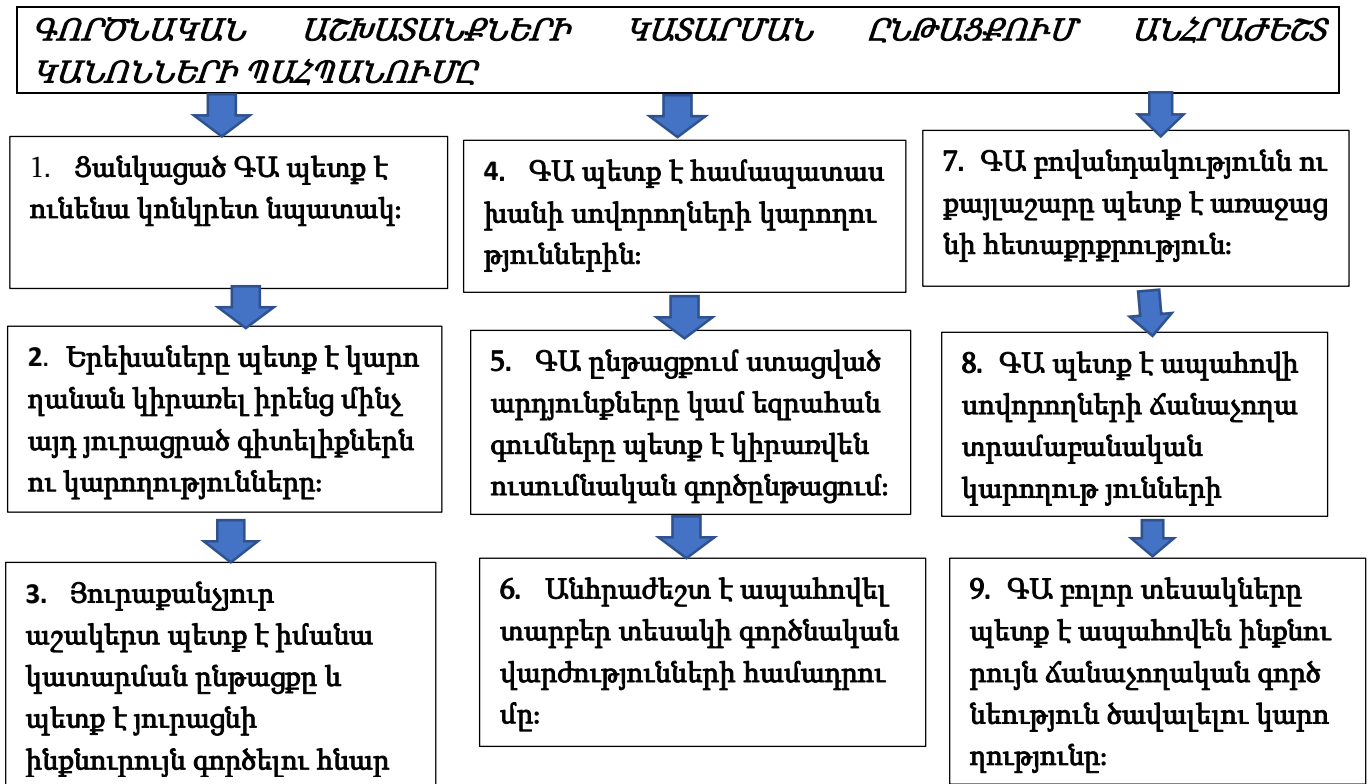 ԳՈՐԾՆԱԿԱՆ ԱՇԽԱՏԱՆՔՆԵՐԻ ԿԱՏԱՐՄԱՆ ԸՆԹԱՑՔՈՒՄ ԱՆՀՐԱԺԵՇՏ
ԿԱՆՈՆՆԵՐԻ ՊԱՀՊԱՆՈՒՄԸ
1. Ցանկացած ԳԱ պետք է
ունենա կոնկրետ նպատակ:
2. Երեխաները պետք է կարո
ղանան կիրառել իրենց մինչ
այդ յուրացրած գիտելիքներն
ու կարողությունները:
3. Յուրաքանչյուր
աշակերտ պետք է իմանա
կատարման ընթացքը և
պետք է յուրացնի
ինքնուրույն գործելու հնար
4. ԳԱ պետք է համապատաս
խանի սովորողների կարողու
թյուններին:
5. ԳԱ ընթացքում ստացված
արդյունքները կամ եզրահան
գումները պետք է կիրառվեն
ուսումնական գործընթացում:
6. Անհրաժեշտ է ապահովել
տարբեր տեսակի գործնական
վարժությունների համադրու
մը:
7. ԳԱ բովանդակությունն ու
քայլաշարը պետք է առաջաց
նի հետաքրքրություն:
8. ԳԱ պետք է ապահովի
սովորողների ճանաչողա
տրամաբանական
կարողութ յունների
9. ԳԱ բոլոր տեսակները
պետք է ապահովեն ինքնու
րույն ճանաչողական գործ
նեություն ծավալելու կարո
ղությունը: